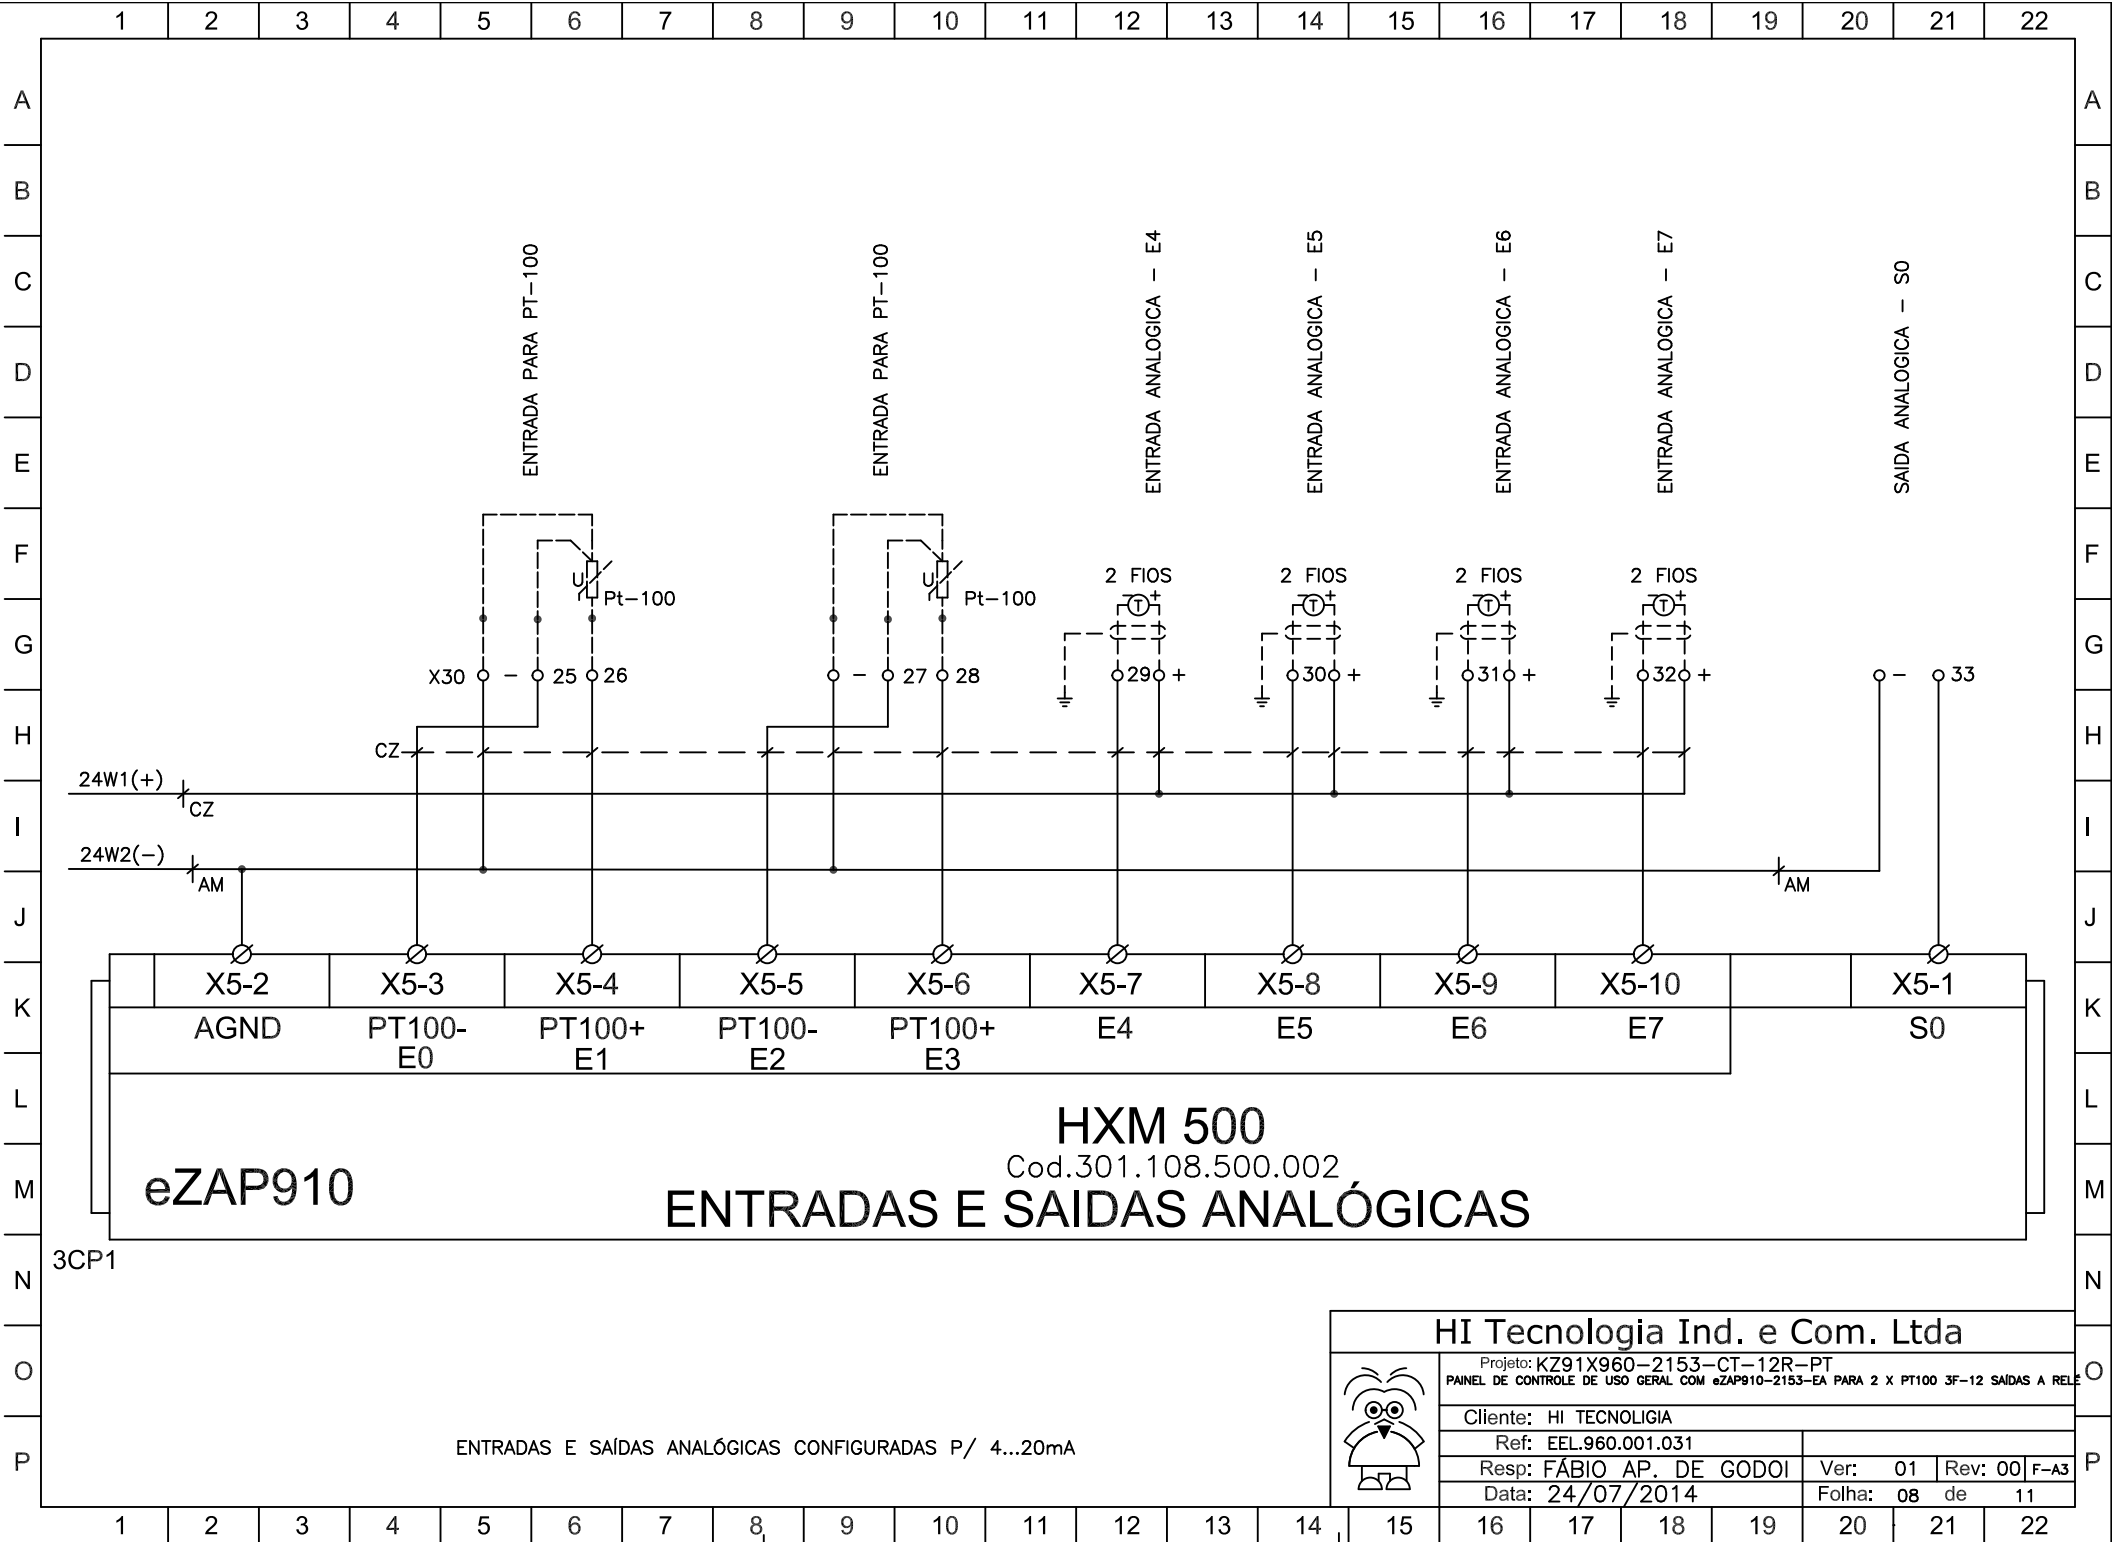 1 2 3 4 5 6 7 8 9 10 11 12 13 14 15 16 17 18 19 20 21 22
A A
B B
C C
D D
E E
F F
G G
H H
I I
J J
K K
L L
M M
N N
O O
P P
ENTRADA PARA PT-100
ENTRADA PARA PT-100
ENTRADA ANALOGICA - E4
ENTRADA ANALOGICA - E5
ENTRADA ANALOGICA - E6
ENTRADA ANALOGICA - E7
SAIDA ANALOGICA - S0
U Pt-100
U Pt-100
2 FIOS 2 FIOS 2 FIOS 2 FIOS
- T + - T + - T + - T +
X30 - 25 26 - 27 28 29 + 30 + 31 + 32 + - 33
CZ
24W1(+)
CZ
24W2(-)
AM AM
X5-2 X5-3 X5-4 X5-5 X5-6 X5-7 X5-8 X5-9 X5-10 X5-1
AGND PT100- PT100+ PT100- PT100+ E4 E5 E6 E7 S0
E0 E1 E2 E3
HXM 500
Cod.301.108.500.002
eZAP910
ENTRADAS E SAIDAS ANALÓGICAS
3CP1
ENTRADAS E SAÍDAS ANALÓGICAS CONFIGURADAS P/ 4...20mA
HI Tecnologia Ind. e Com. Ltda
Projeto: KZ91X960-2153-CT-12R-PT
PAINEL DE CONTROLE DE USO GERAL COM eZAP910-2153-EA PARA 2 X PT100 3F-12 SAÍDAS A RELÉ
Cliente: HI TECNOLIGIA
Ref: EEL.960.001.031
Resp: FÁBIO AP. DE GODOI Ver: 01 Rev: 00 F-A3
Data: 24/07/2014 Folha: 08 de 11
1 2 3 4 5 6 7 8 9 10 11 12 13 14 15 16 17 18 19 20 21 22